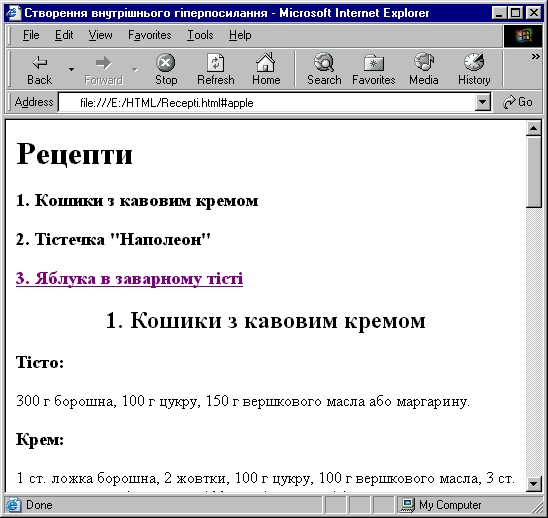 Створення внутрішнього гіперпосилання - Microsoft Internet Explorer
File Edit View Favorites Tools Help
Back Forward Stop Refresh Home Search Favorites Media History »
Address file:///E:/HTML/Recepti.html#apple Go
Рецепти
1. Кошики з кавовим кремом
2. Тістечка "Наполеон"
3. Яблука в заварному тісті
1. Кошики з кавовим кремом
Тісто:
300 г борошна, 100 г цукру, 150 г вершкового масла або маргарину.
Крем:
1 ст. ложка борошна, 2 жовтки, 100 г цукру, 100 г вершкового масла, 3 ст.
Done My Computer